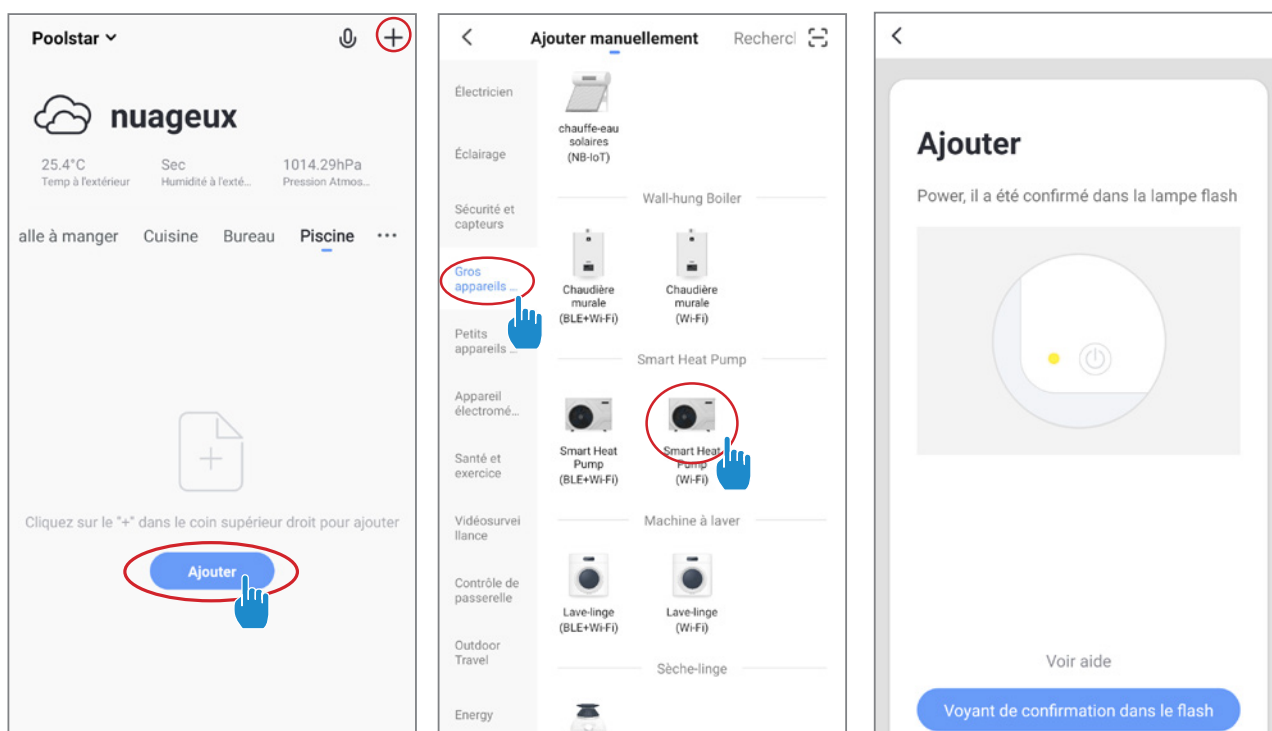 Poolstar
nuageux
25.4°C Sec 1014.29hPa
Temp à l'extérieur Humidité à l'exté... Pression Atmos...
alle à manger Cuisine Bureau Piscine ...
Cliquez sur le "+" dans le coin supérieur droit pour ajouter
Ajouter
Ajouter manuellement Rechercl
Électricien
Éclairage
Sécurité et
capteurs
Gros
appareils ...
Petits
appareils ...
Appareil
électromé...
Santé et
exercice
Vidéosurvei
llance
Contrôle de
passerelle
Outdoor
Travel
Energy
chauffe-eau
solaires
(NB-IoT)
Wall-hung Boiler
Chaudière
murale
(BLE+Wi-Fi)
Chaudière
murale
(Wi-Fi)
Smart Heat Pump
Smart Heat
Pump
(BLE+Wi-Fi)
Smart Heat
Pump
(Wi-Fi)
Machine à laver
Lave-linge
(BLE+Wi-Fi)
Lave-linge
(Wi-Fi)
Sèche-linge
Ajouter
Power, il a été confirmé dans la lampe flash
Voir aide
Voyant de confirmation dans le flash